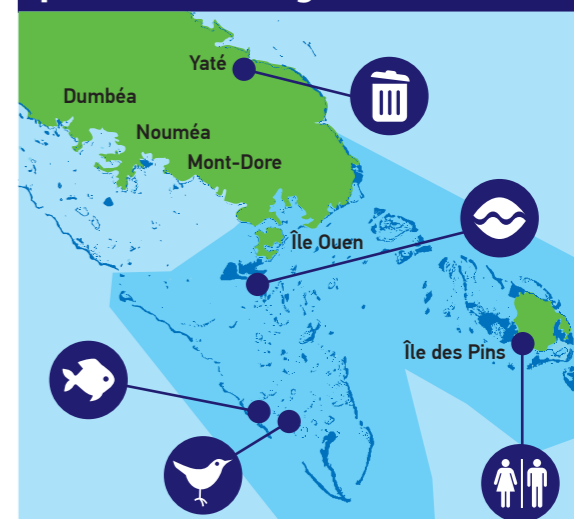 Yaté
Dumbéa
Nouméa
Mont-Dore
Île Ouen
Île des Pins